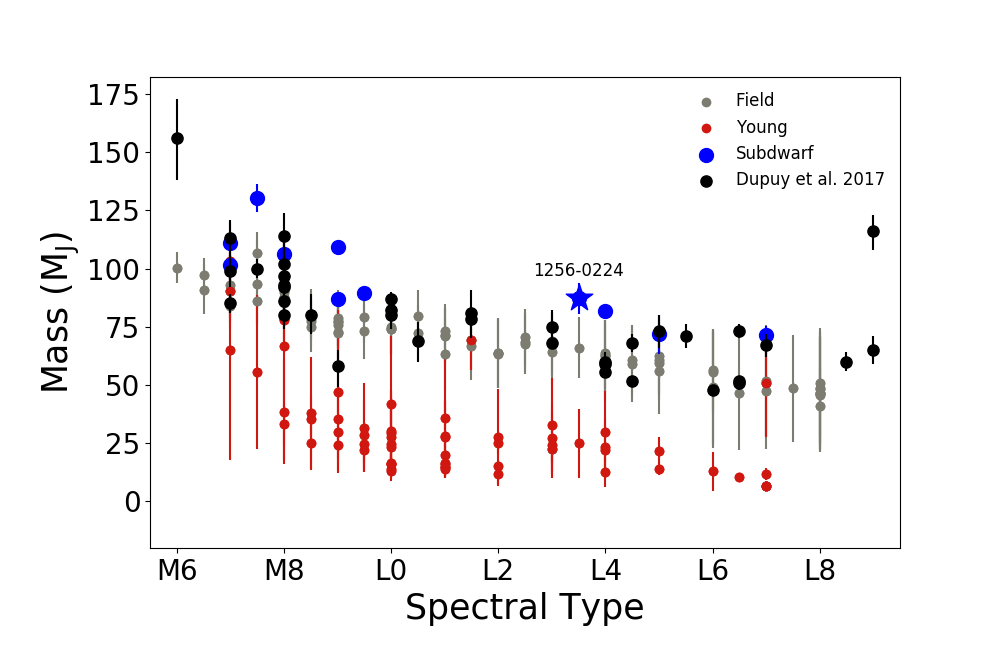 175
150
125
100
75
50
25
0
Mass (M_J)
Field
Young
Subdwarf
Dupuy et al. 2017
1256-0224
M6 M8 L0 L2 L4 L6 L8
Spectral Type